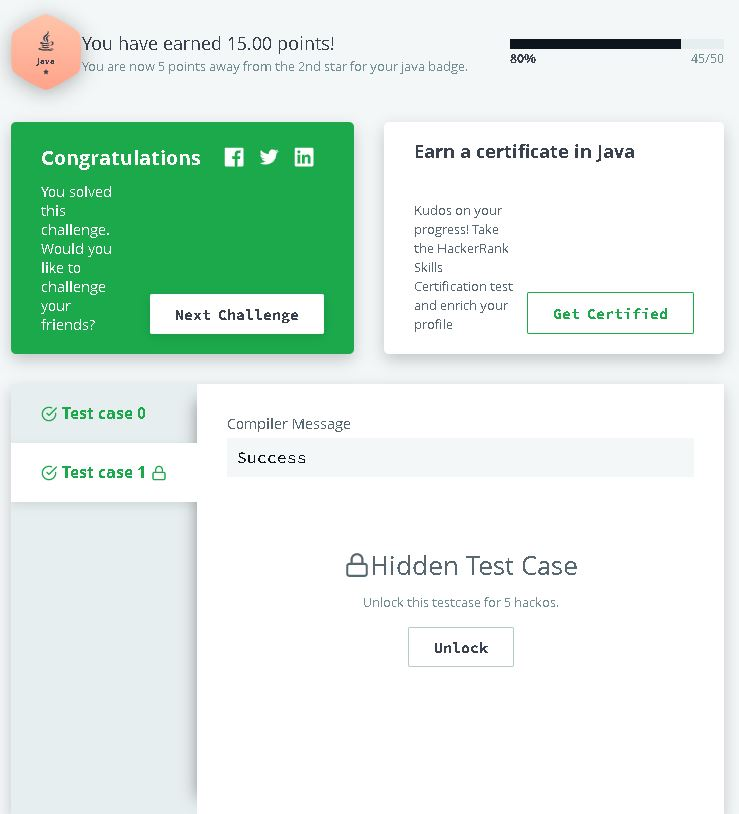 Java
You have earned 15.00 points!
You are now 5 points away from the 2nd star for your java badge.
80%
45/50
Congratulations
You solved
this
challenge.
Would you
like to
challenge
your
friends?
Next Challenge
Earn a certificate in Java
Kudos on your
progress! Take
the HackerRank
Skills
Certification test
and enrich your
profile
Get Certified
Test case 0
Test case 1
Compiler Message
Success
Hidden Test Case
Unlock this testcase for 5 hackos.
Unlock